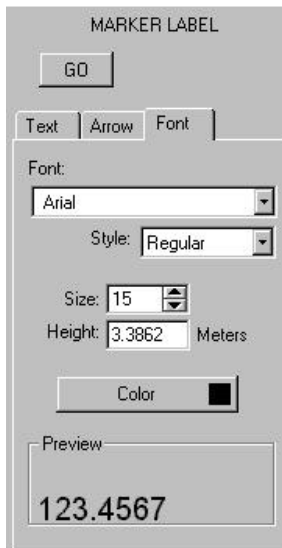 MARKER LABEL
GO
Text Arrow Font
Font:
Arial
Style: Regular
Size: 15
Height: 3.3862 Meters
Color
Preview
123.4567